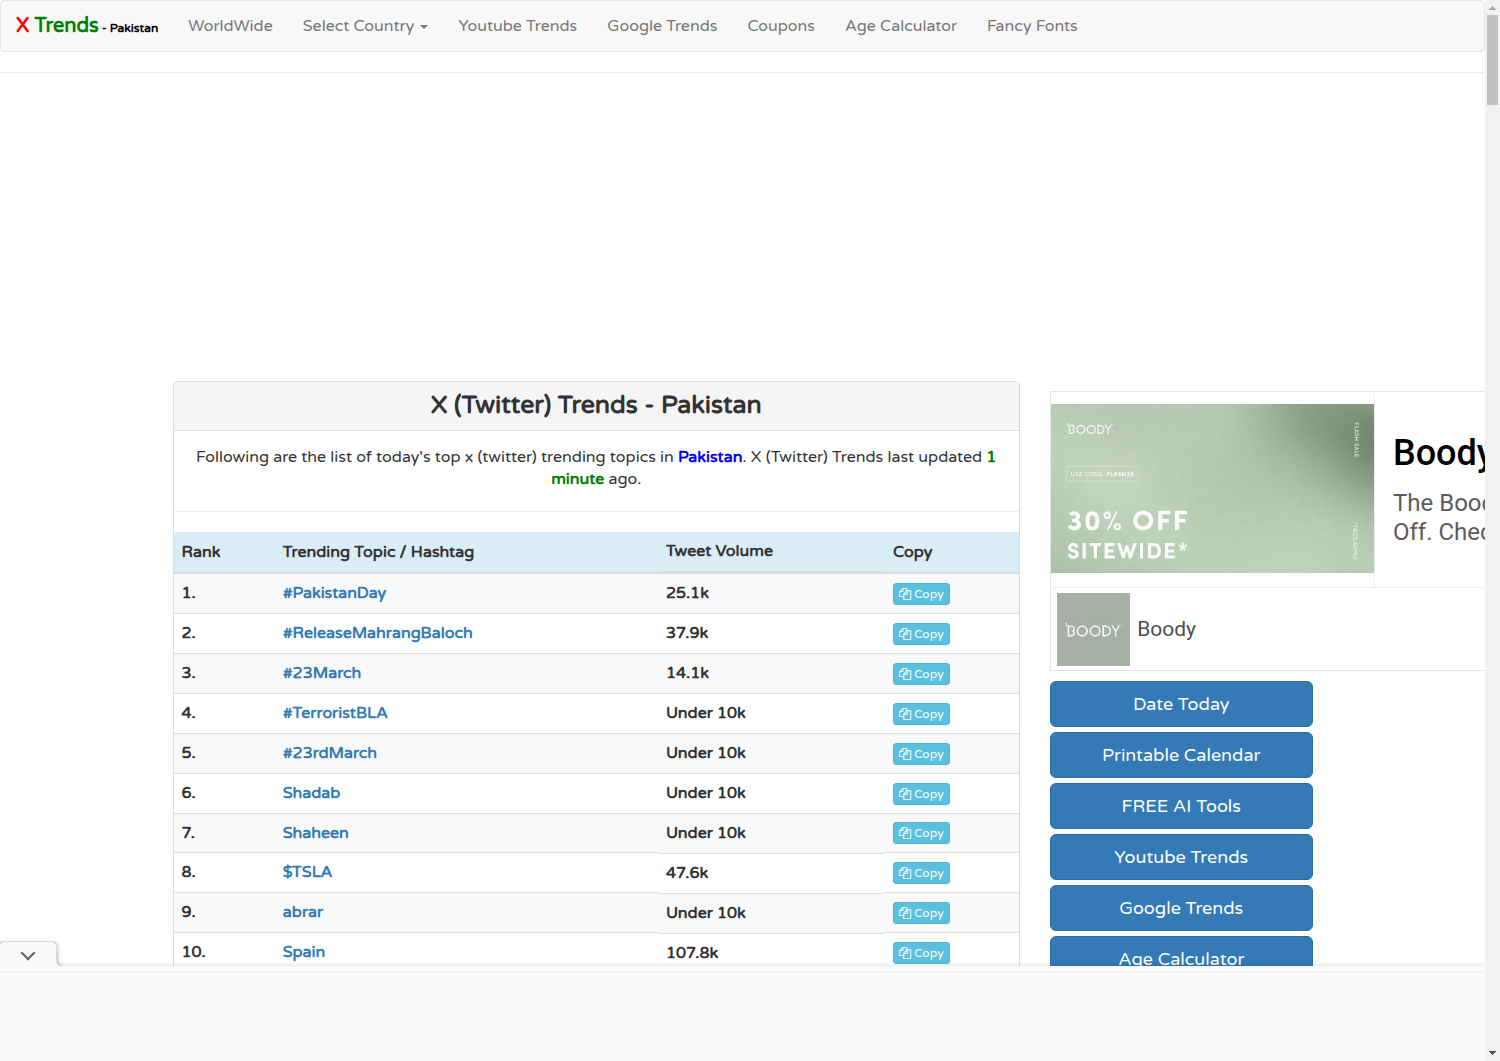 X Trends - Pakistan
WorldWide
Select Country
Youtube Trends
Google Trends
Coupons
Age Calculator
Fancy Fonts
X (Twitter) Trends - Pakistan
Following are the list of today's top x (twitter) trending topics in Pakistan. X (Twitter) Trends last updated 1
minute ago.
Rank Trending Topic / Hashtag Tweet Volume Copy
1. #PakistanDay 25.1k Copy
2. #ReleaseMahrangBaloch 37.9k Copy
3. #23March 14.1k Copy
4. #TerroristBLA Under 10k Copy
5. #23rdMarch Under 10k Copy
6. Shadab Under 10k Copy
7. Shaheen Under 10k Copy
8. $TSLA 47.6k Copy
9. abrar Under 10k Copy
10. Spain 107.8k Copy
BOODY
FLASH SALE
USE CODE: FLASH30
30% OFF
SITEWIDE*
*T&CS APPLY
Boody
The Boo
Off. Chec
BOODY
Boody
Date Today
Printable Calendar
FREE AI Tools
Youtube Trends
Google Trends
Age Calculator